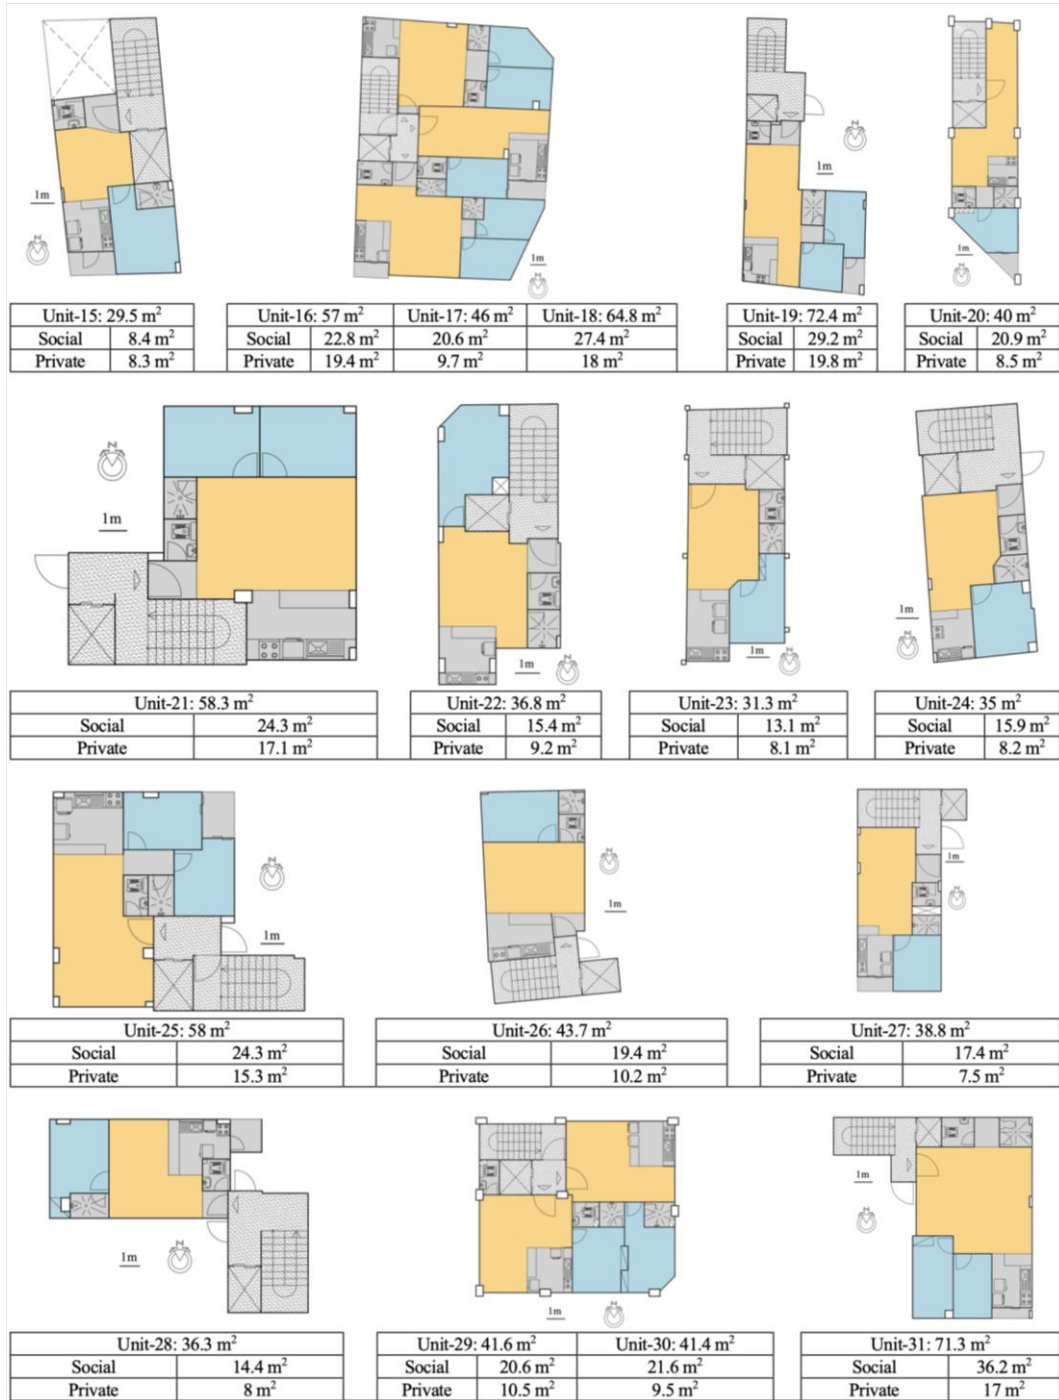 N
1m
N
1m
N
1m
N
1m
N
1m
Unit-15: 29.5 m²
Social 8.4 m²
Private 8.3 m²
Unit-16: 57 m² Unit-17: 46 m² Unit-18: 64.8 m²
Social 22.8 m² 20.6 m² 27.4 m²
Private 19.4 m² 9.7 m² 18 m²
Unit-19: 72.4 m²
Social 29.2 m²
Private 19.8 m²
Unit-20: 40 m²
Social 20.9 m²
Private 8.5 m²
N
1m
1m
N
1m
N
1m
N
Unit-21: 58.3 m²
Social 24.3 m²
Private 17.1 m²
Unit-22: 36.8 m²
Social 15.4 m²
Private 9.2 m²
Unit-23: 31.3 m²
Social 13.1 m²
Private 8.1 m²
Unit-24: 35 m²
Social 15.9 m²
Private 8.2 m²
N
1m
N
1m
1m
N
Unit-25: 58 m²
Social 24.3 m²
Private 15.3 m²
Unit-26: 43.7 m²
Social 19.4 m²
Private 10.2 m²
Unit-27: 38.8 m²
Social 17.4 m²
Private 7.5 m²
1m
N
1m
N
1m
N
Unit-28: 36.3 m²
Social 14.4 m²
Private 8 m²
Unit-29: 41.6 m² Unit-30: 41.4 m²
Social 20.6 m² 21.6 m²
Private 10.5 m² 9.5 m²
Unit-31: 71.3 m²
Social 36.2 m²
Private 17 m²